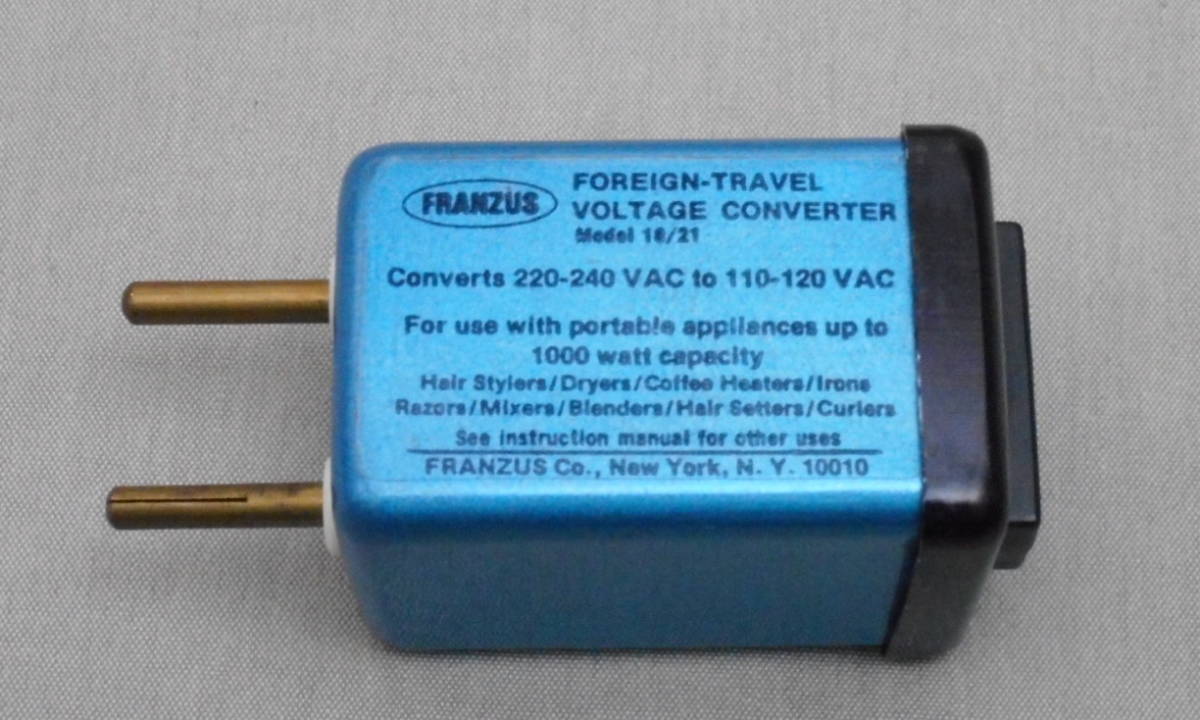 FRANZUS
FOREIGN-TRAVEL
VOLTAGE CONVERTER
Model 18/21
Converts 220-240 VAC to 110-120 VAC
For use with portable appliances up to
1000 watt capacity
Hair Stylers/Dryers/Coffee Heaters/Irons
Razors/Mixers/Blenders/Hair Setters/Curlers
See instruction manual for other uses
FRANZUS Co., New York, N. Y. 10010